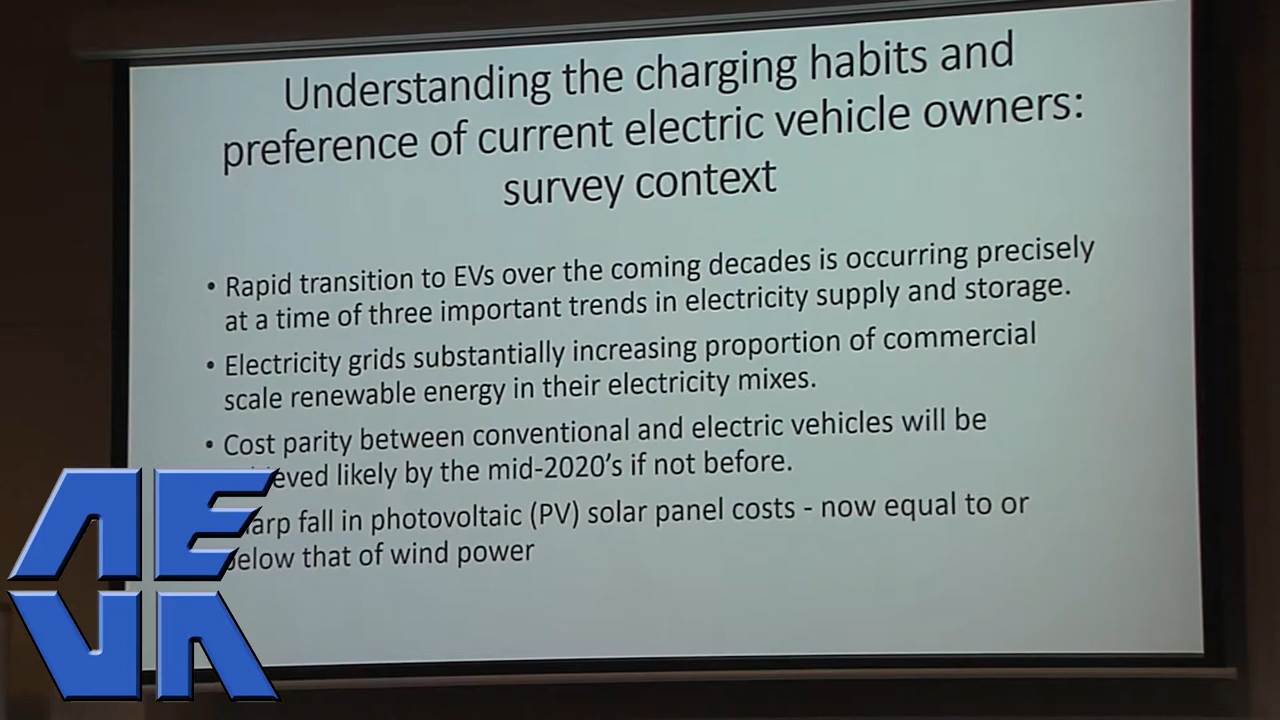 Understanding the charging habits and
preference of current electric vehicle owners:
survey context
• Rapid transition to EVs over the coming decades is occurring precisely
at a time of three important trends in electricity supply and storage.
• Electricity grids substantially increasing proportion of commercial
scale renewable energy in their electricity mixes.
• Cost parity between conventional and electric vehicles will be
likely by the mid-2020's if not before.
fall in photovoltaic (PV) solar panel costs - now equal to or
that of wind power
AEVA